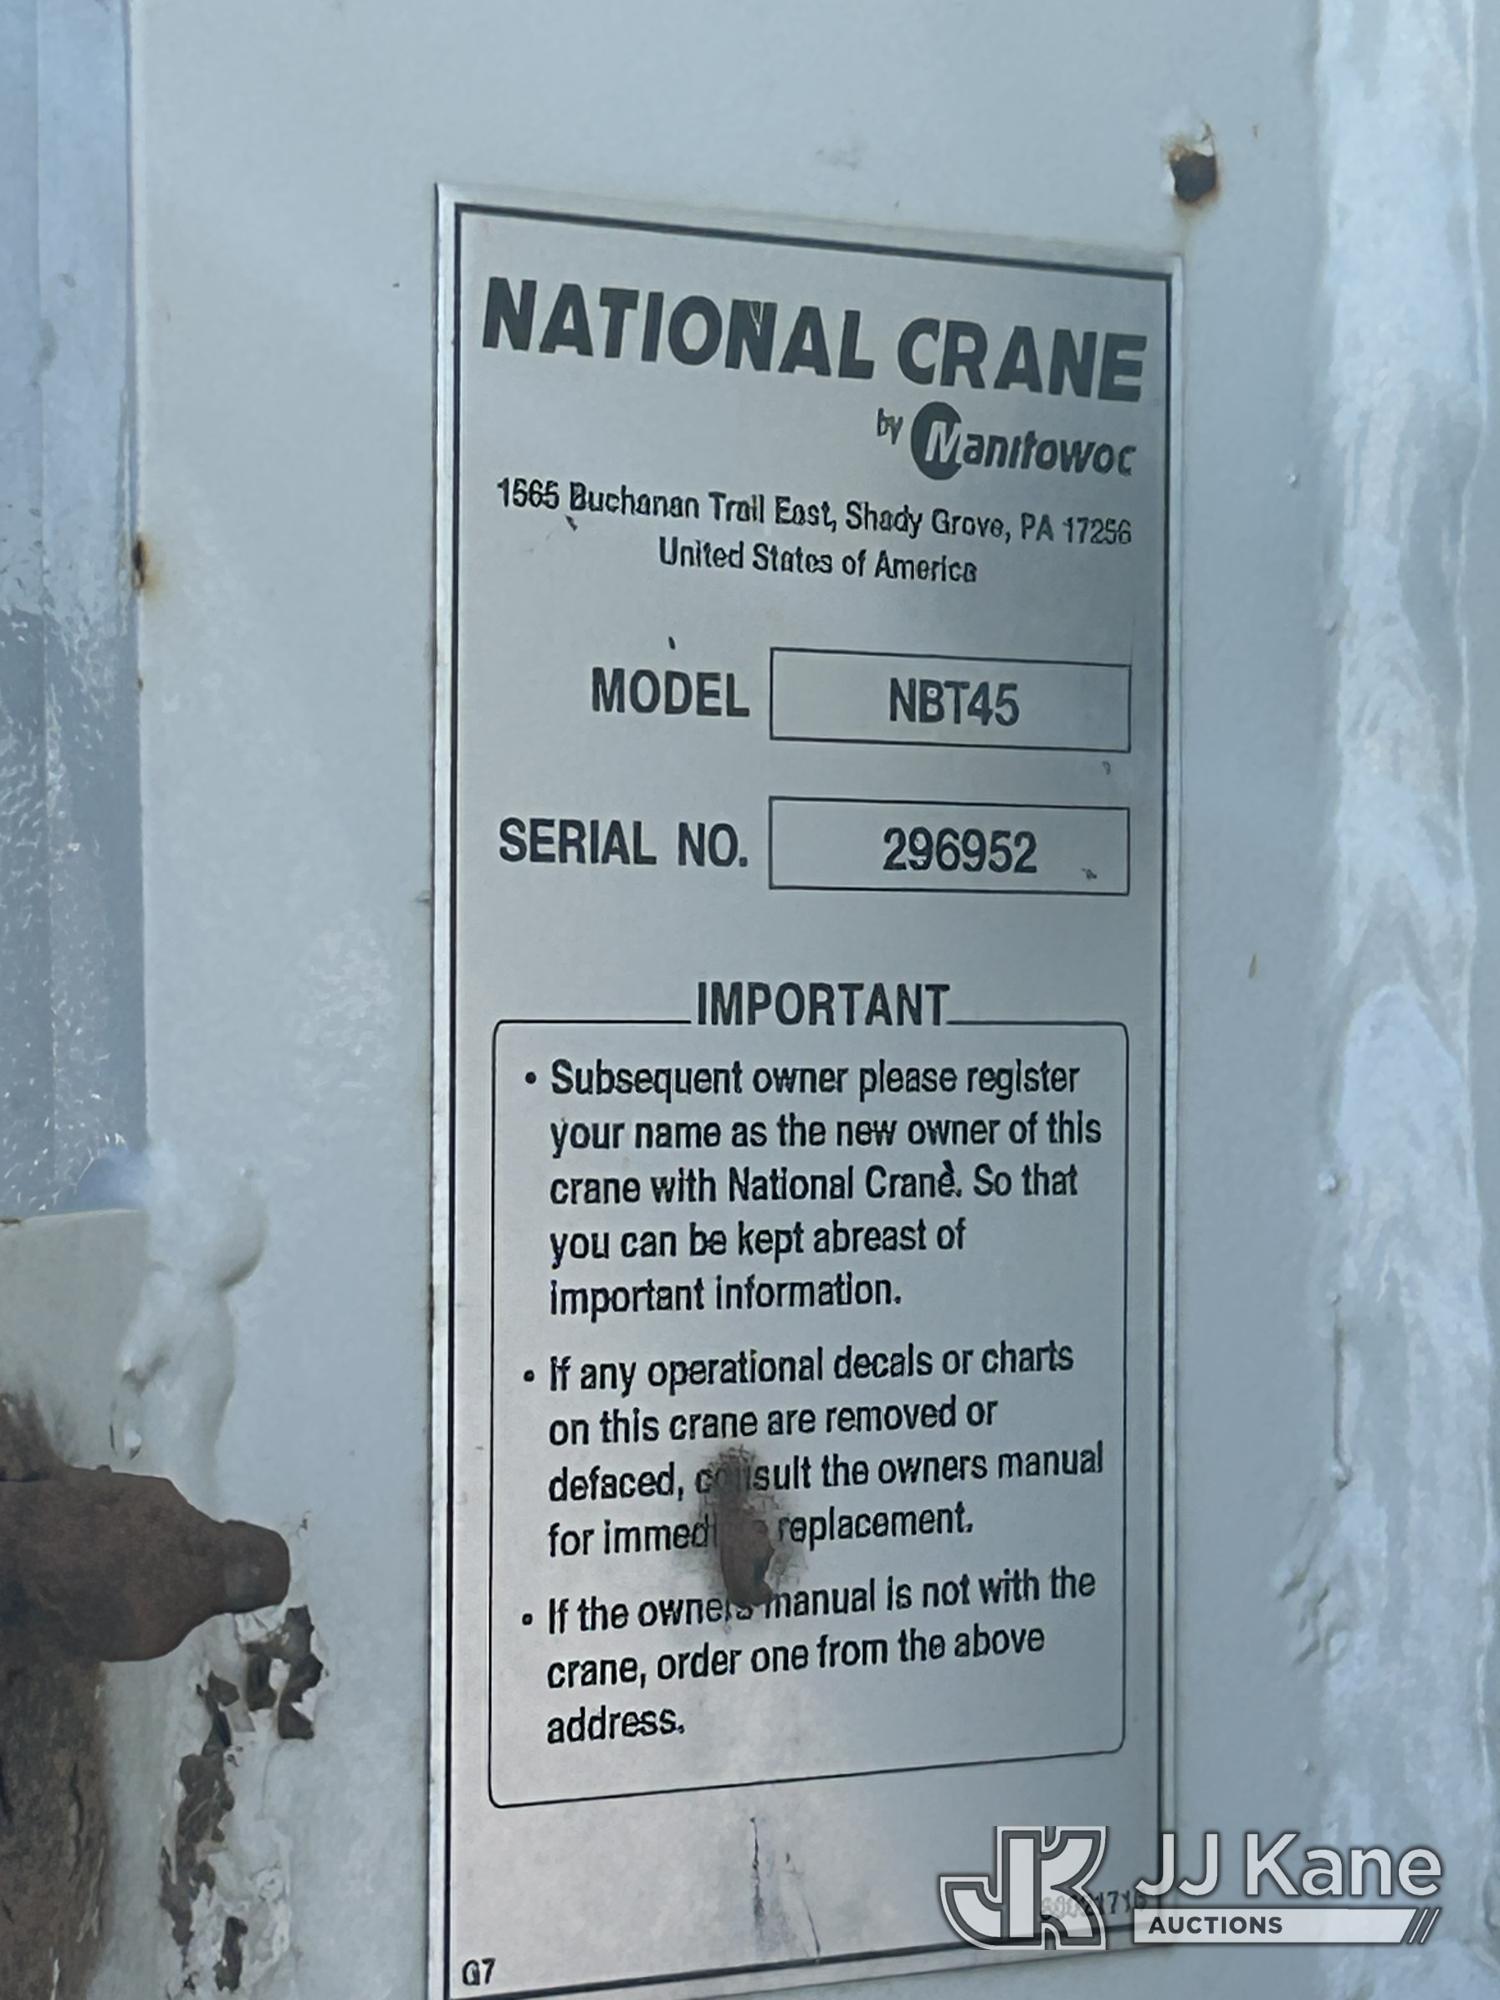 NATIONAL CRANE
by Manitowoc
1565 Buchanan Trail East, Shady Grove, PA 17256
United States of America
MODEL NBT45
SERIAL NO. 296952
IMPORTANT
• Subsequent owner please register
your name as the new owner of this
crane with National Crane. So that
you can be kept abreast of
important information.
• If any operational decals or charts
on this crane are removed or
defaced, consult the owners manual
for replacement.
• If the owners manual is not with the
crane, order one from the above
address.
G7
JK JJ Kane
AUCTIONS